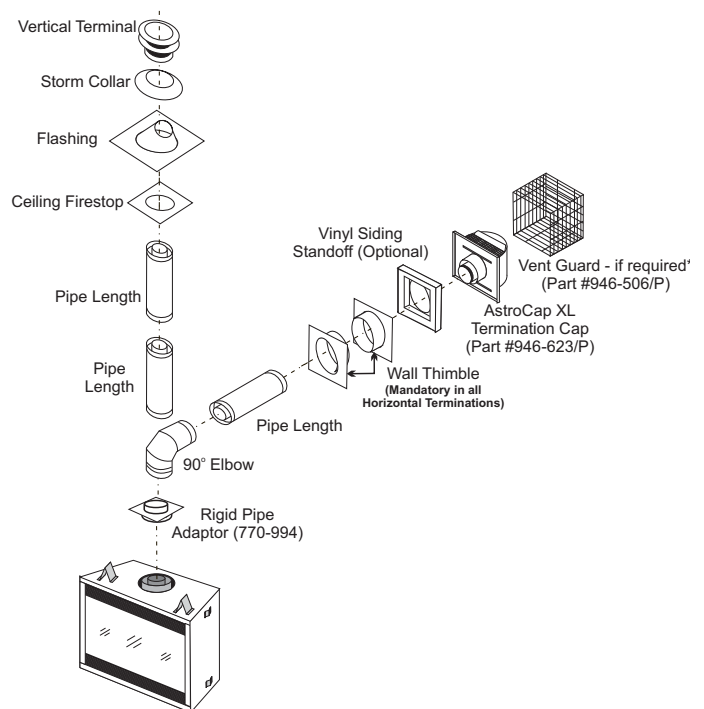 Vertical Terminal
Storm Collar
Flashing
Ceiling Firestop
Pipe Length
Pipe
Length
90° Elbow
Rigid Pipe
Adaptor (770-994)
Pipe Length
Vinyl Siding
Standoff (Optional)
Wall Thimble
(Mandatory in all
Horizontal Terminations)
Vent Guard - if required*
(Part #946-506/P)
AstroCap XL
Termination Cap
(Part #946-623/P)